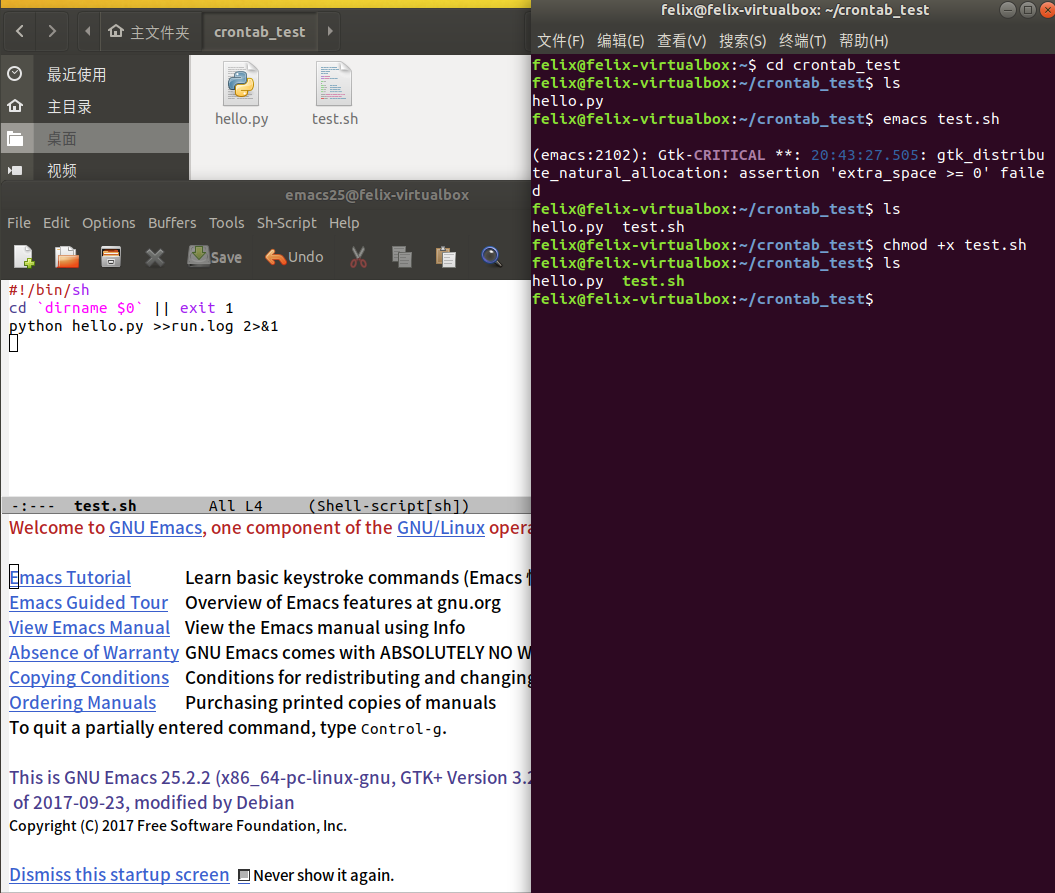 主文件夹 crontab_test
最近使用
主目录
桌面
视频
hello.py test.sh
emacs25@felix-virtualbox
File Edit Options Buffers Tools Sh-Script Help
Save Undo
#!/bin/sh
cd `dirname $0` || exit 1
python hello.py >>run.log 2>&1
-:--- test.sh All L4 (Shell-script[sh])
Welcome to GNU Emacs, one component of the GNU/Linux opera
Emacs Tutorial Learn basic keystroke commands (Emacs
Emacs Guided Tour Overview of Emacs features at gnu.org
View Emacs Manual View the Emacs manual using Info
Absence of Warranty GNU Emacs comes with ABSOLUTELY NO W
Copying Conditions Conditions for redistributing and changing
Ordering Manuals Purchasing printed copies of manuals
To quit a partially entered command, type Control-g.
This is GNU Emacs 25.2.2 (x86_64-pc-linux-gnu, GTK+ Version 3.2
of 2017-09-23, modified by Debian
Copyright (C) 2017 Free Software Foundation, Inc.
Dismiss this startup screen Never show it again.
felix@felix-virtualbox: ~/crontab_test
文件(F) 编辑(E) 查看(V) 搜索(S) 终端(T) 帮助(H)
felix@felix-virtualbox:~$ cd crontab_test
felix@felix-virtualbox:~/crontab_test$ ls
hello.py
felix@felix-virtualbox:~/crontab_test$ emacs test.sh
(emacs:2102): Gtk-CRITICAL **: 20:43:27.505: gtk_distribu
te_natural_allocation: assertion 'extra_space >= 0' faile
d
felix@felix-virtualbox:~/crontab_test$ ls
hello.py test.sh
felix@felix-virtualbox:~/crontab_test$ chmod +x test.sh
felix@felix-virtualbox:~/crontab_test$ ls
hello.py test.sh
felix@felix-virtualbox:~/crontab_test$